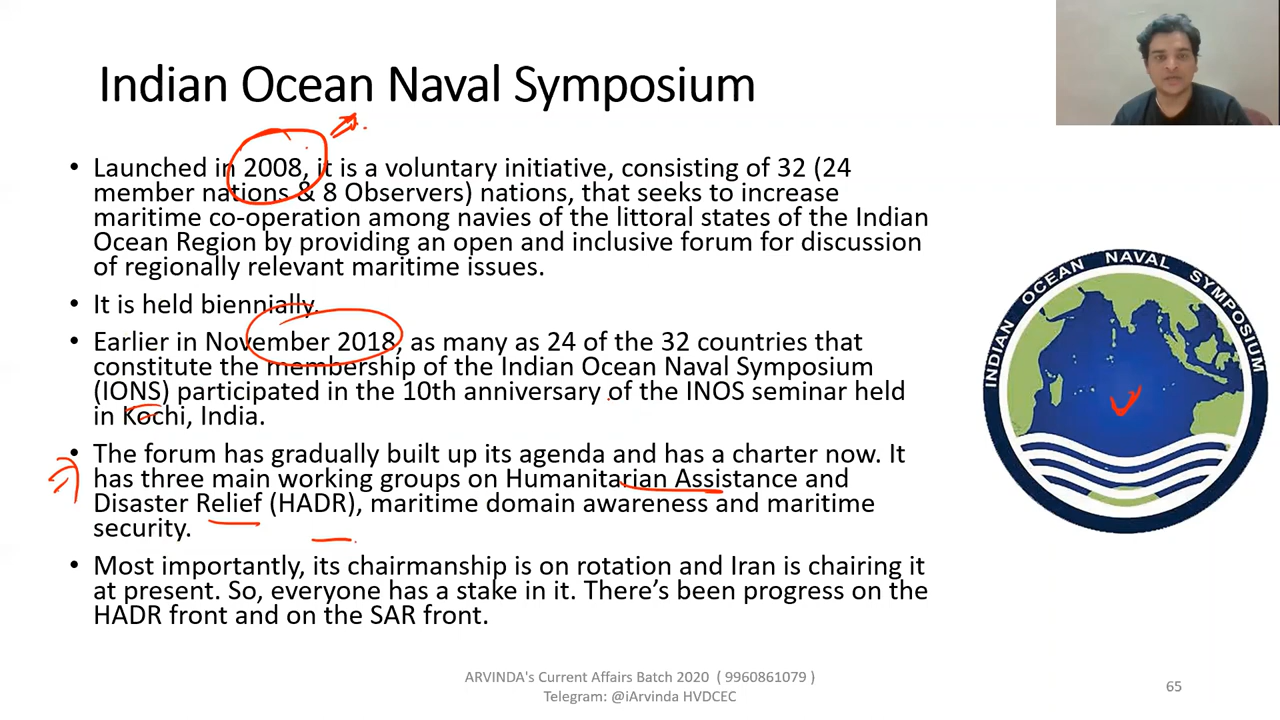 Indian Ocean Naval Symposium
• Launched in 2008, it is a voluntary initiative, consisting of 32 (24
member nations & 8 Observers) nations, that seeks to increase
maritime co-operation among navies of the littoral states of the Indian
Ocean Region by providing an open and inclusive forum for discussion
of regionally relevant maritime issues.
• It is held biennially.
• Earlier in November 2018, as many as 24 of the 32 countries that
constitute the membership of the Indian Ocean Naval Symposium
(IONS) participated in the 10th anniversary of the INOS seminar held
in Kochi, India.
• The forum has gradually built up its agenda and has a charter now. It
has three main working groups on Humanitarian Assistance and
Disaster Relief (HADR), maritime domain awareness and maritime
security.
• Most importantly, its chairmanship is on rotation and Iran is chairing it
at present. So, everyone has a stake in it. There’s been progress on the
HADR front and on the SAR front.
INDIAN OCEAN NAVAL SYMPOSIUM
ARVINDA's Current Affairs Batch 2020 ( 9960861079 )
Telegram: @iArvinda HVDCEC
65